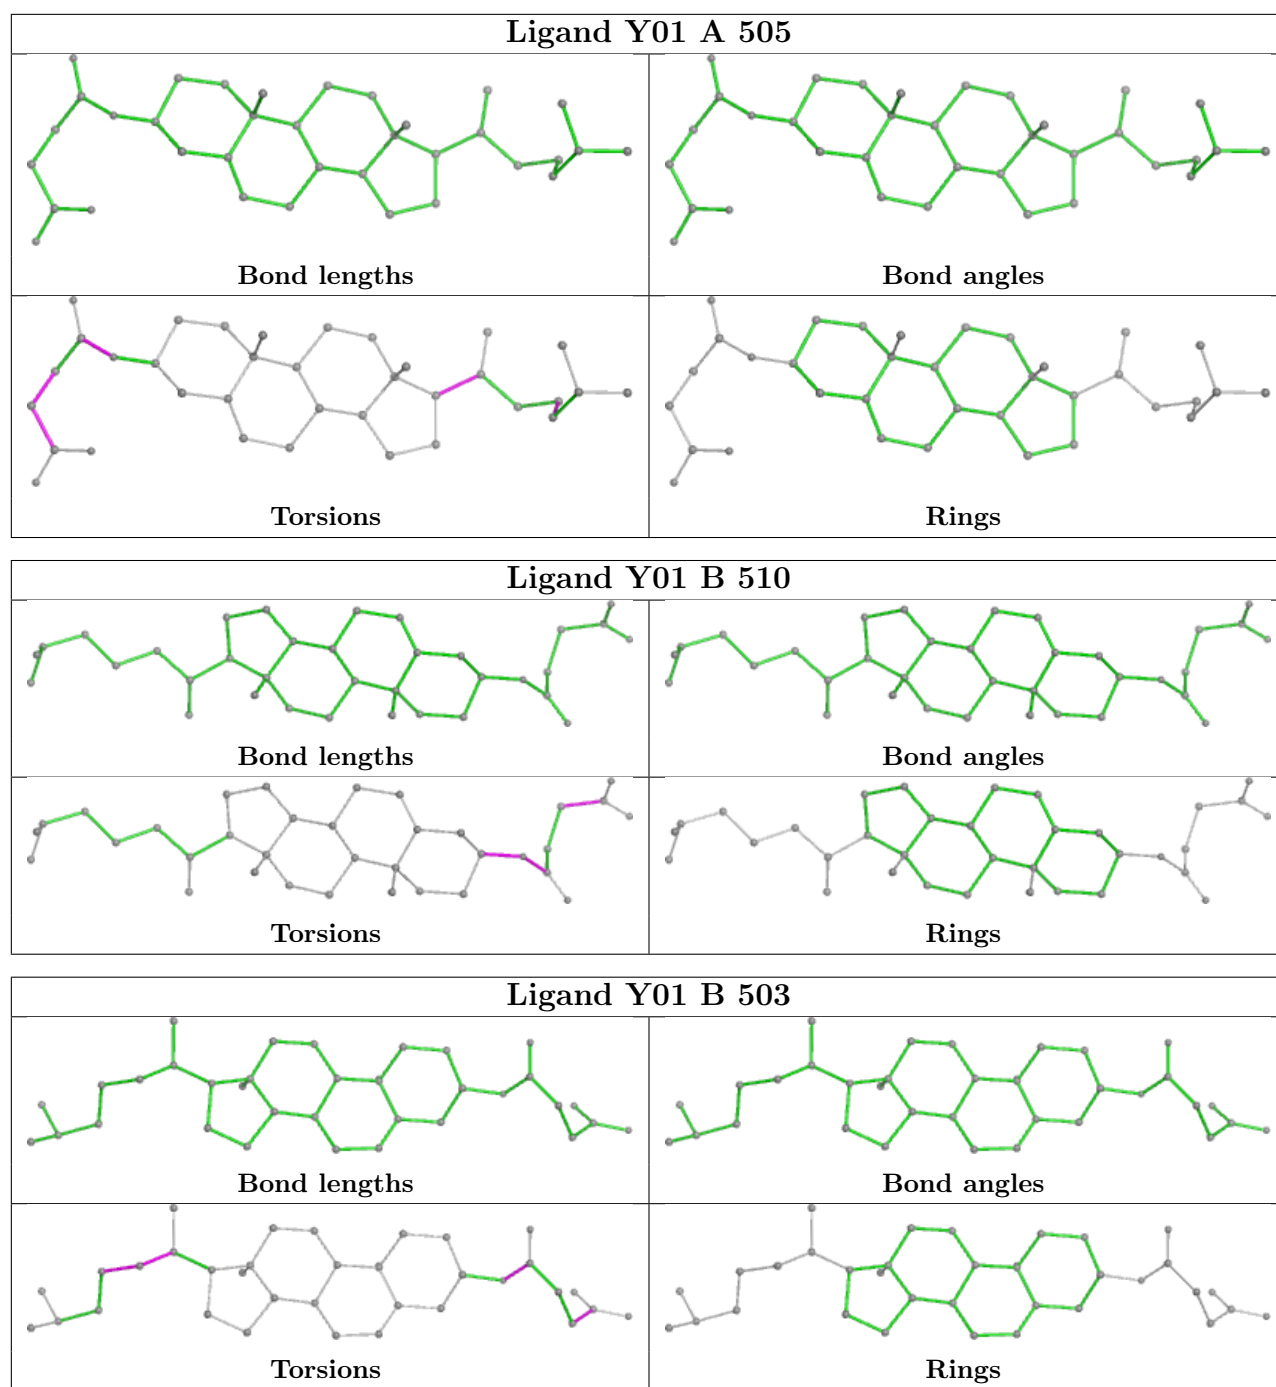 Ligand Y01 A 505
Bond lengths
Bond angles
Torsions
Rings
Ligand Y01 B 510
Bond lengths
Bond angles
Torsions
Rings
Ligand Y01 B 503
Bond lengths
Bond angles
Torsions
Rings